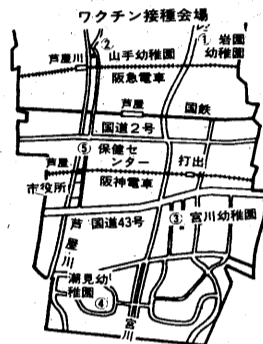 ワクチン接種会場
① 岩園
幼稚園
②
山手幼稚園
芦屋川
阪急電車
芦屋
国鉄
国道2号
⑤ 保健セ
ンター
芦屋
市役所
打出
阪神電車
国道43号
③ 宮川幼稚園
芦屋川
潮見幼
稚園
④
宮川